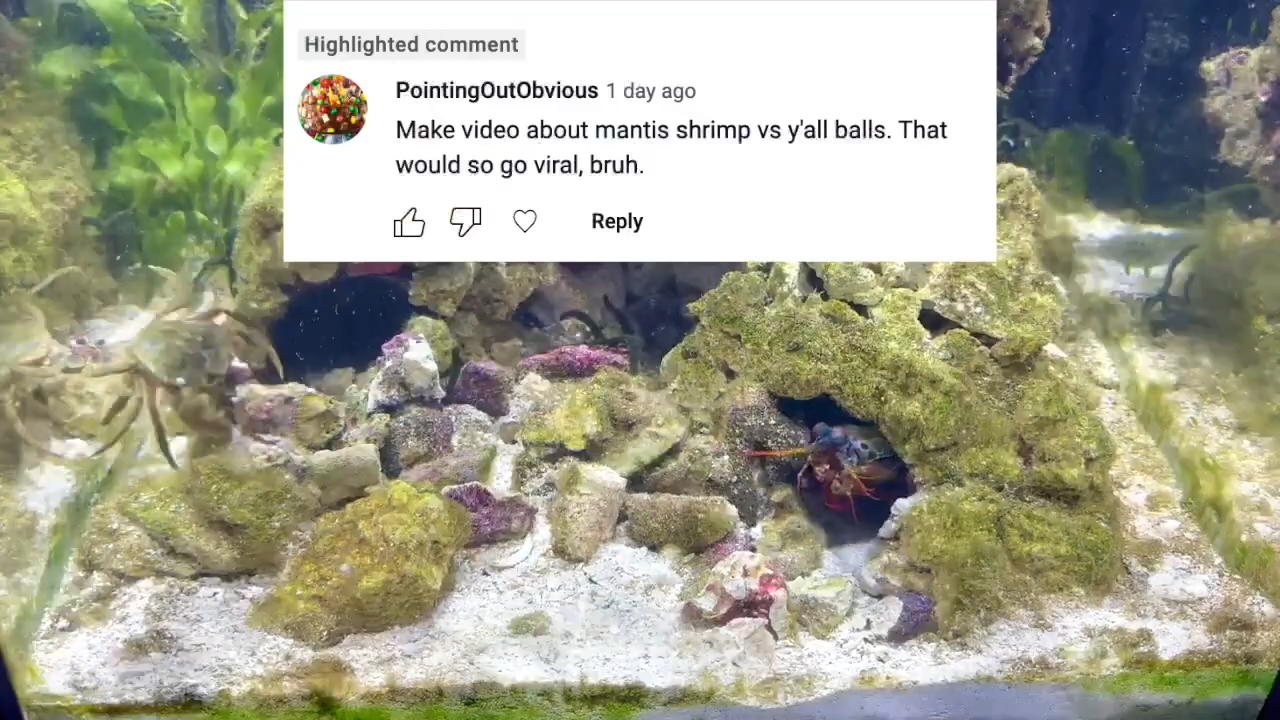 Highlighted comment
PointingOutObvious 1 day ago
Make video about mantis shrimp vs y'all balls. That
would so go viral, bruh.
Reply